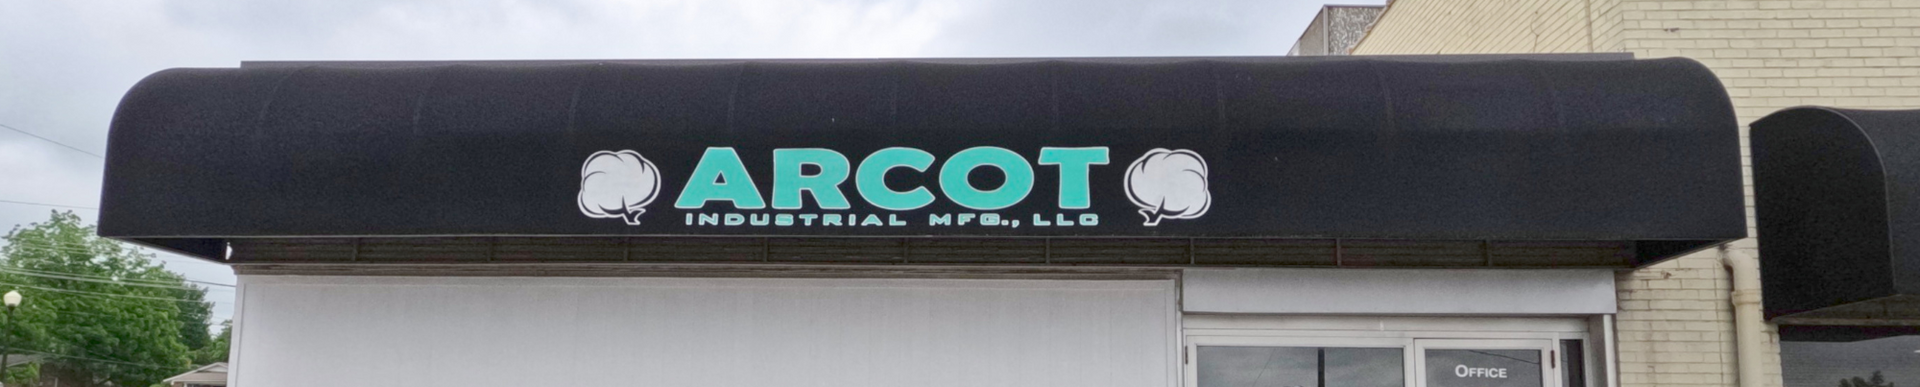 ARCOT
INDUSTRIAL MFG., LLC
OFFICE